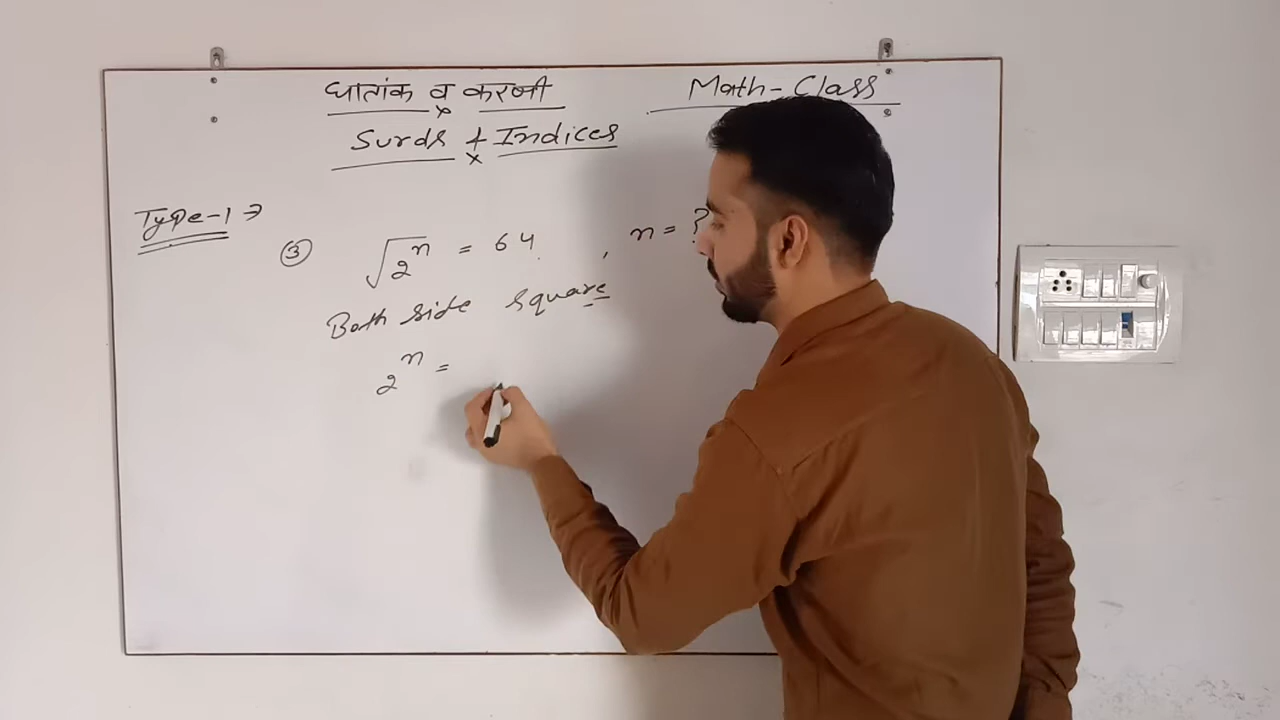 घातांक व करणी
Math-Class
Surds & Indices
Type-1 →
③ √2ⁿ = 64, n = ?
Both side square
2ⁿ =